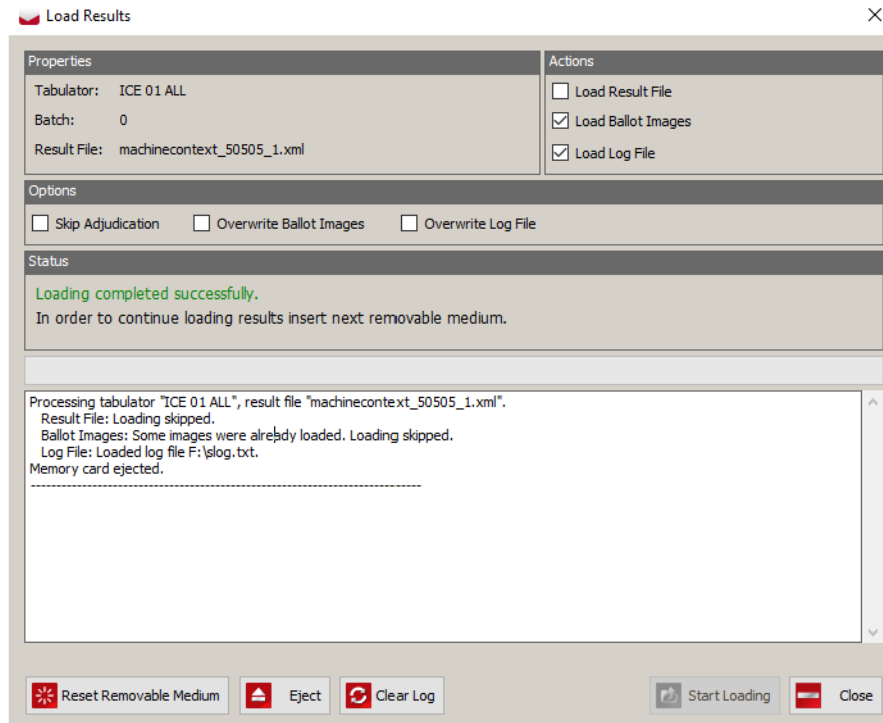 Load Results
Properties
Tabulator: ICE 01 ALL
Batch: 0
Result File: machinecontext_50505_1.xml
Actions
Load Result File
Load Ballot Images
Load Log File
Options
Skip Adjudication Overwrite Ballot Images Overwrite Log File
Status
Loading completed successfully.
In order to continue loading results insert next removable medium.
Processing tabulator "ICE 01 ALL", result file "machinecontext_50505_1.xml".
Result File: Loading skipped.
Ballot Images: Some images were already loaded. Loading skipped.
Log File: Loaded log file F:\slog.txt.
Memory card ejected.
------------------------------------------------------------------------------
Reset Removable Medium Eject Clear Log Start Loading Close